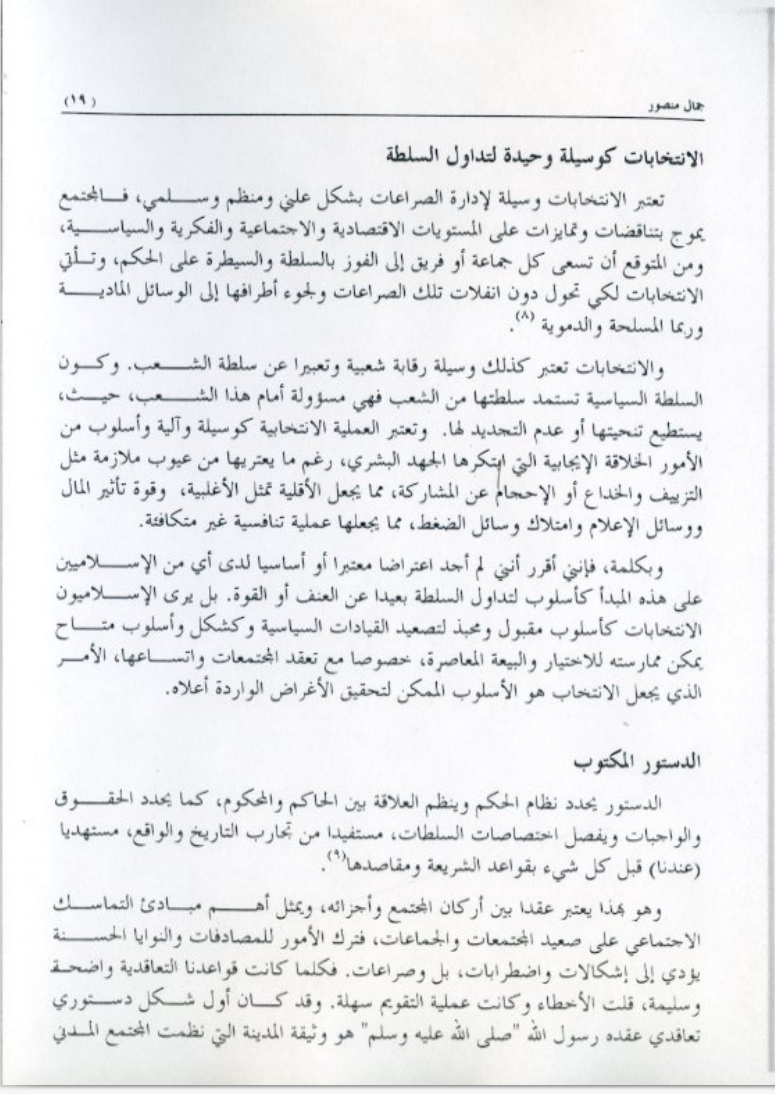 جمال منصور
(١٩)
الانتخابات كوسيلة وحيدة لتداول السلطة
تعتبر الانتخابات وسيلة لإدارة الصراعات بشكل علني ومنظم وسلمي، فالمجتمع
يموج بتناقضات وتمايزات على المستويات الاقتصادية والاجتماعية والفكرية والسياسية،
ومن المتوقع أن تسعى كل جماعة أو فريق إلى الفوز بالسلطة والسيطرة على الحكم، وتأتي
الانتخابات لكي تحول دون انفلات تلك الصراعات ولجوء أطرافها إلى الوسائل المادية
وربما المسلحة والدموية (٨).
والانتخابات تعتبر كذلك وسيلة رقابة شعبية وتعبيرا عن سلطة الشعب. وكون
السلطة السياسية تستمد سلطتها من الشعب فهي مسؤولة أمام هذا الشعب، حيث،
يستطيع تنحيتها أو عدم التجديد لها. وتعتبر العملية الانتخابية كوسيلة وآلية وأسلوب من
الأمور الخلاقة الإيجابية التي ابتكرها الجهد البشري، رغم ما يعتريها من عيوب ملازمة مثل
التزييف والخداع أو الإحجام عن المشاركة، مما يجعل الأقلية تمثل الأغلبية، وقوة تأثير المال
ووسائل الإعلام وامتلاك وسائل الضغط، مما يجعلها عملية تنافسية غير متكافئة.
وبكلمة، فإنني أقرر أنني لم أجد اعتراضا معتبرا أو أساسيا لدى أي من الإسلاميين
على هذه المبدأ كأسلوب لتداول السلطة بعيدا عن العنف أو القوة. بل يرى الإسلاميون
الانتخابات كأسلوب مقبول ومحبذ لتصعيد القيادات السياسية وكشكل وأسلوب متاح
يمكن ممارسته للاختيار والبيعة المعاصرة، خصوصا مع تعقد المجتمعات واتساعها، الأمر
الذي يجعل الانتخاب هو الأسلوب الممكن لتحقيق الأغراض الواردة أعلاه.
الدستور المكتوب
الدستور يحدد نظام الحكم وينظم العلاقة بين الحاكم والمحكوم، كما يحدد الحقوق
والواجبات ويفصل اختصاصات السلطات، مستفيدا من تجارب التاريخ والواقع، مستهديا
(عندنا) قبل كل شيء بقواعد الشريعة ومقاصدها(٩).
وهو بهذا يعتبر عقدا بين أركان المجتمع وأجزائه، ويمثل أهم مبادئ التماسك
الاجتماعي على صعيد المجتمعات والجماعات، فترك الأمور للمصادفات والنوايا الحسنة
يؤدي إلى إشكالات واضطرابات، بل وصراعات. فكلما كانت قواعدنا التعاقدية واضحة
وسليمة، قلت الأخطاء وكانت عملية التقويم سهلة. وقد كان أول شكل دستوري
تعاقدي عقده رسول الله "صلى الله عليه وسلم" هو وثيقة المدينة التي نظمت المجتمع المدني